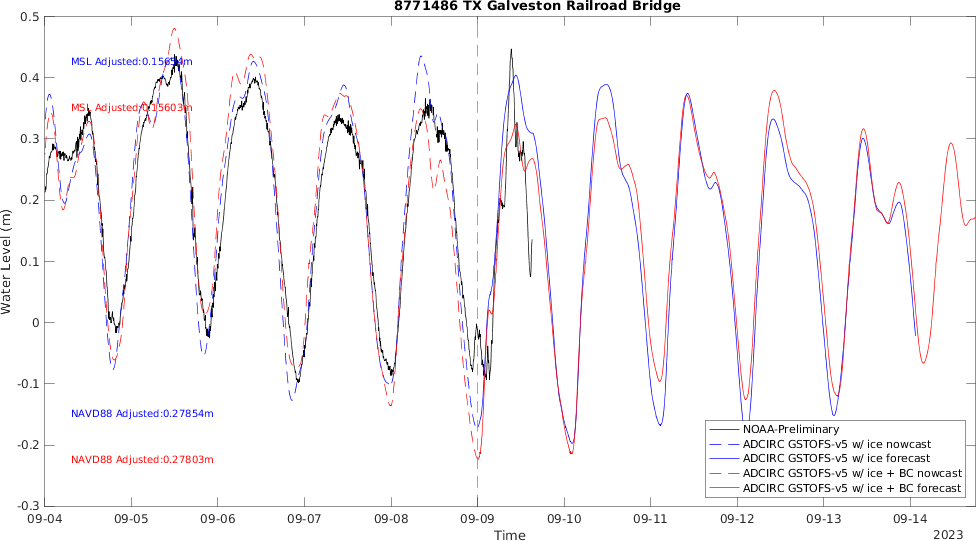 8771486 TX Galveston Railroad Bridge
0.5
0.4
0.3
0.2
0.1
0
-0.1
-0.2
-0.3
Water Level (m)
MSL Adjusted:0.15654m
MSL Adjusted:0.15603m
NAVD88 Adjusted:0.27854m
NAVD88 Adjusted:0.27803m
NOAA-Preliminary
ADCIRC GSTOFS-v5 w/ ice nowcast
ADCIRC GSTOFS-v5 w/ ice forecast
ADCIRC GSTOFS-v5 w/ ice + BC nowcast
ADCIRC GSTOFS-v5 w/ ice + BC forecast
09-04 09-05 09-06 09-07 09-08 09-09 09-10 09-11 09-12 09-13 09-14
Time
2023